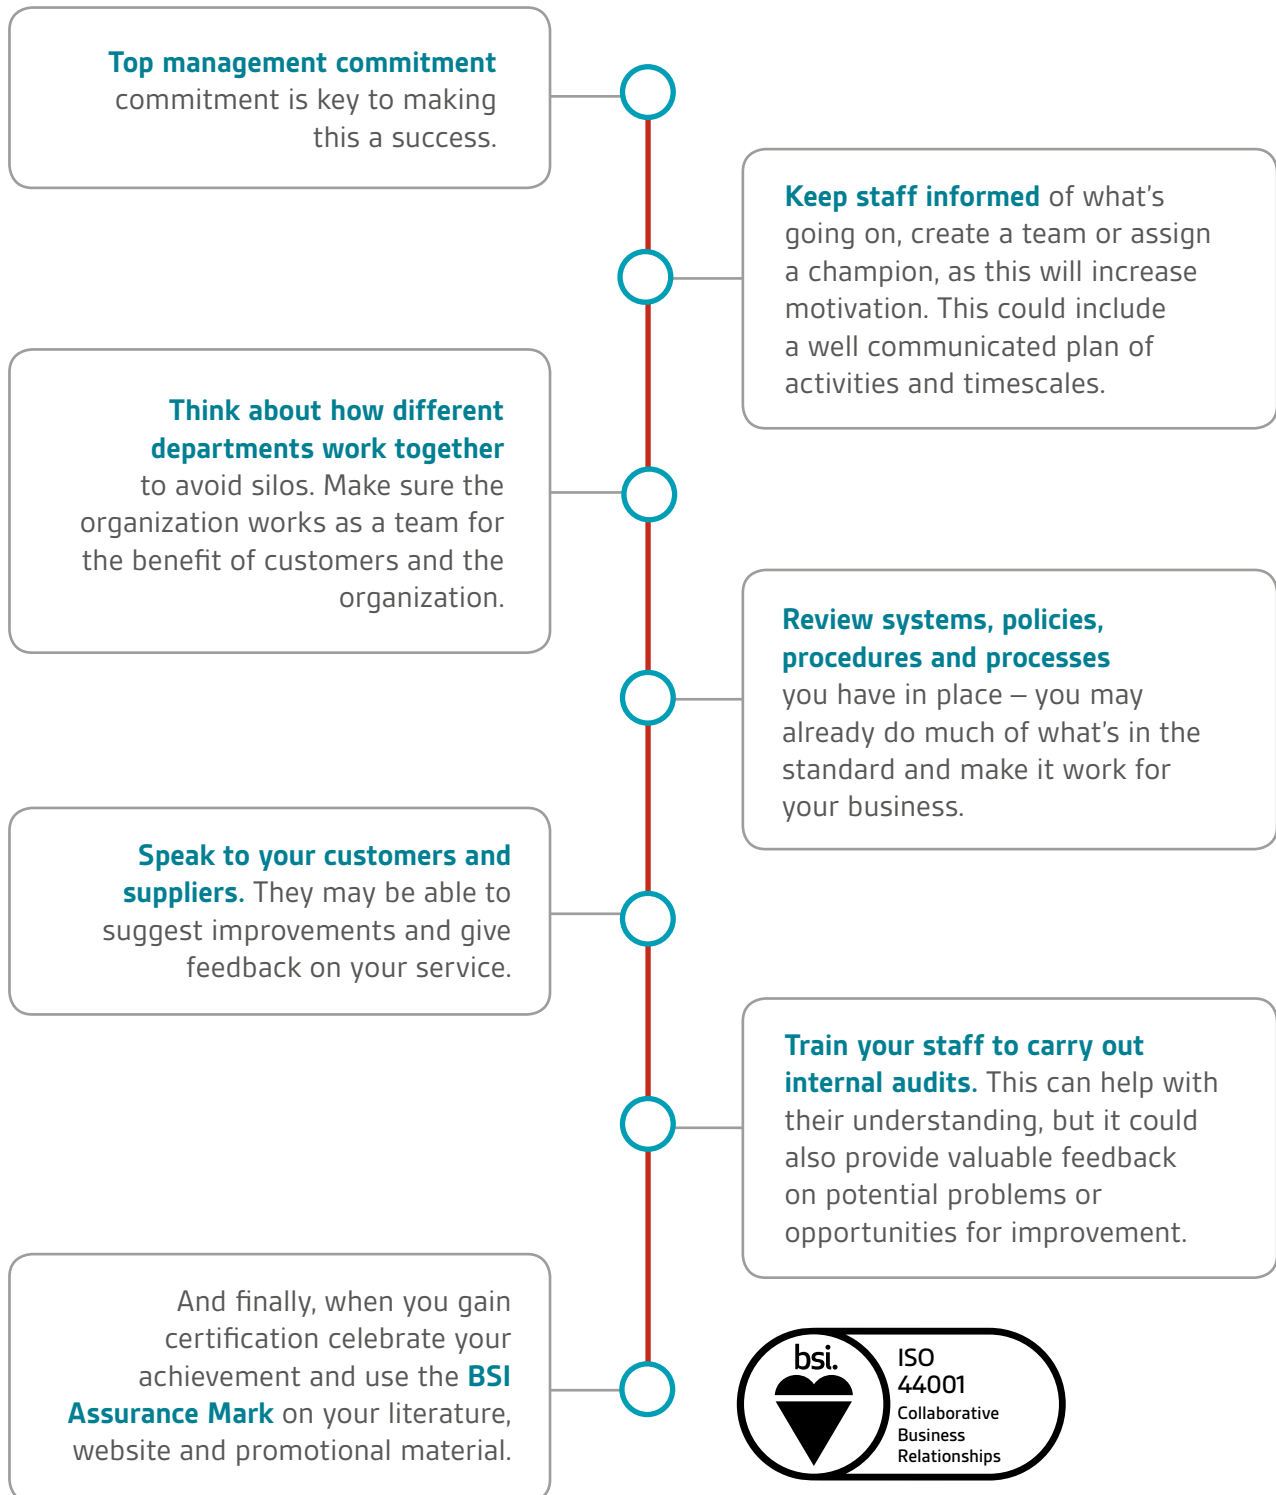 Top management commitment
commitment is key to making
this a success.
Keep staff informed of what's
going on, create a team or assign
a champion, as this will increase
motivation. This could include
a well communicated plan of
activities and timescales.
Think about how different
departments work together
to avoid silos. Make sure the
organization works as a team for
the benefit of customers and the
organization.
Review systems, policies,
procedures and processes
you have in place – you may
already do much of what's in the
standard and make it work for
your business.
Speak to your customers and
suppliers. They may be able to
suggest improvements and give
feedback on your service.
Train your staff to carry out
internal audits. This can help with
their understanding, but it could
also provide valuable feedback
on potential problems or
opportunities for improvement.
And finally, when you gain
certification celebrate your
achievement and use the BSI
Assurance Mark on your literature,
website and promotional material.
bsi.
ISO
44001
Collaborative
Business
Relationships